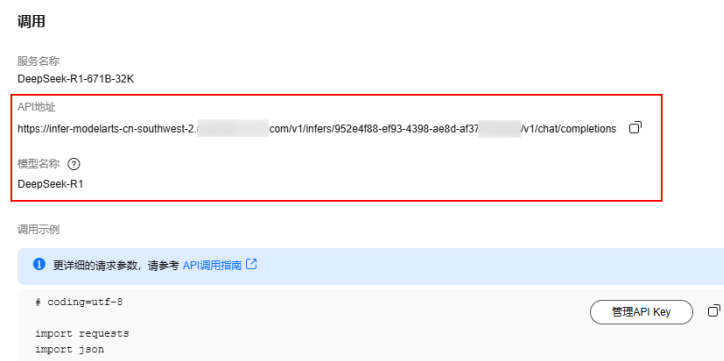 调用
服务名称
DeepSeek-R1-671B-32K
API地址
https://infer-modelarts-cn-southwest-2. com/v1/infers/952e4f88-ef93-4398-ae8d-af37 /v1/chat/completions
模型名称 ?
DeepSeek-R1
调用示例
更详细的请求参数，请参考 API调用指南
# coding=utf-8
管理API Key
import requests
import json